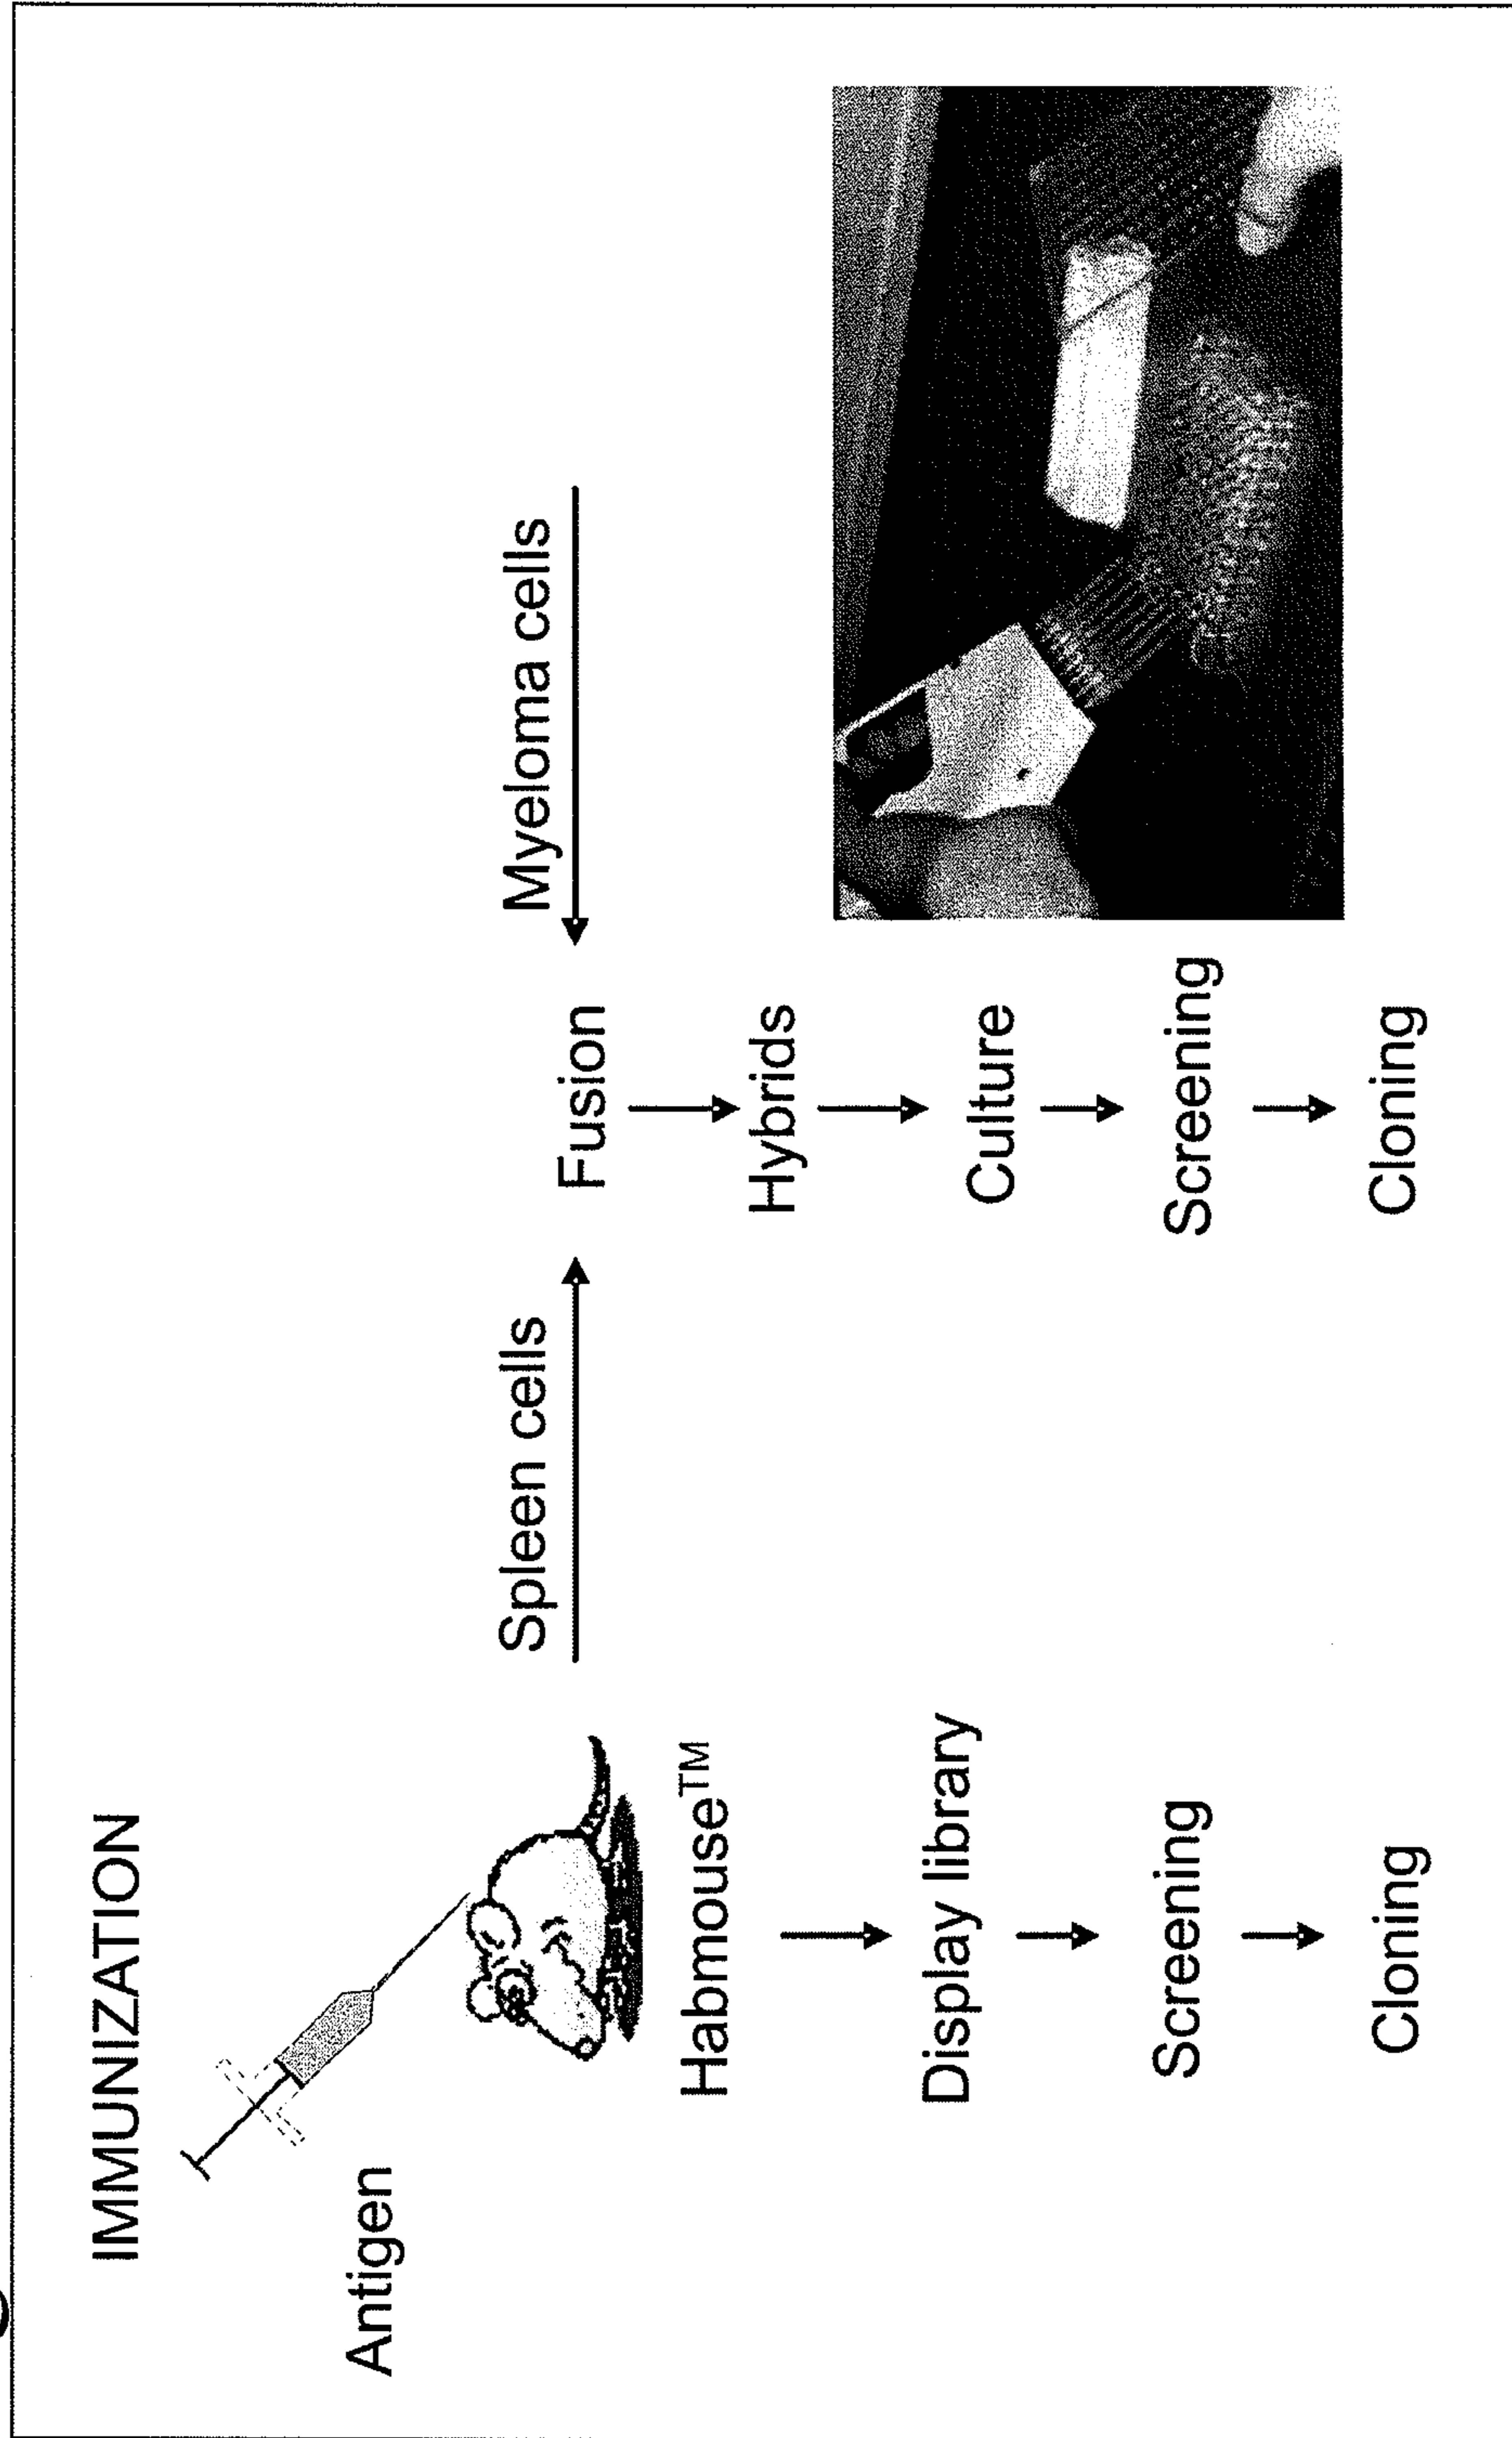 IMMUNIZATION
Antigen
Habmouse™
Display library
Screening
Cloning
Spleen cells
Myeloma cells
Fusion
Hybrids
Culture
Screening
Cloning